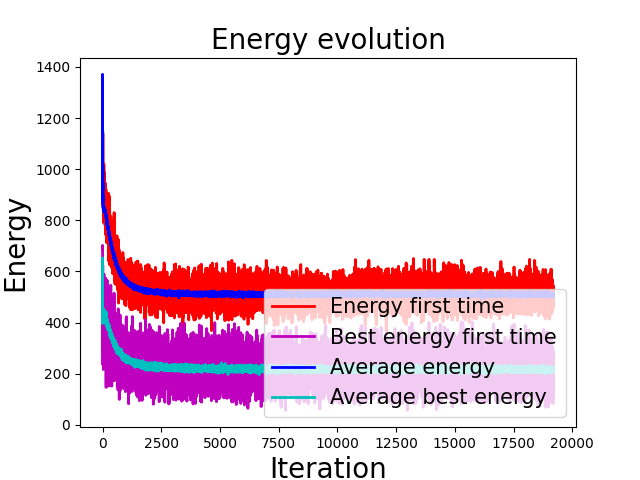 Energy evolution
Energy
1400
1200
1000
800
600
400
200
0
Energy first time
Best energy first time
Average energy
Average best energy
0 2500 5000 7500 10000 12500 15000 17500 20000
Iteration